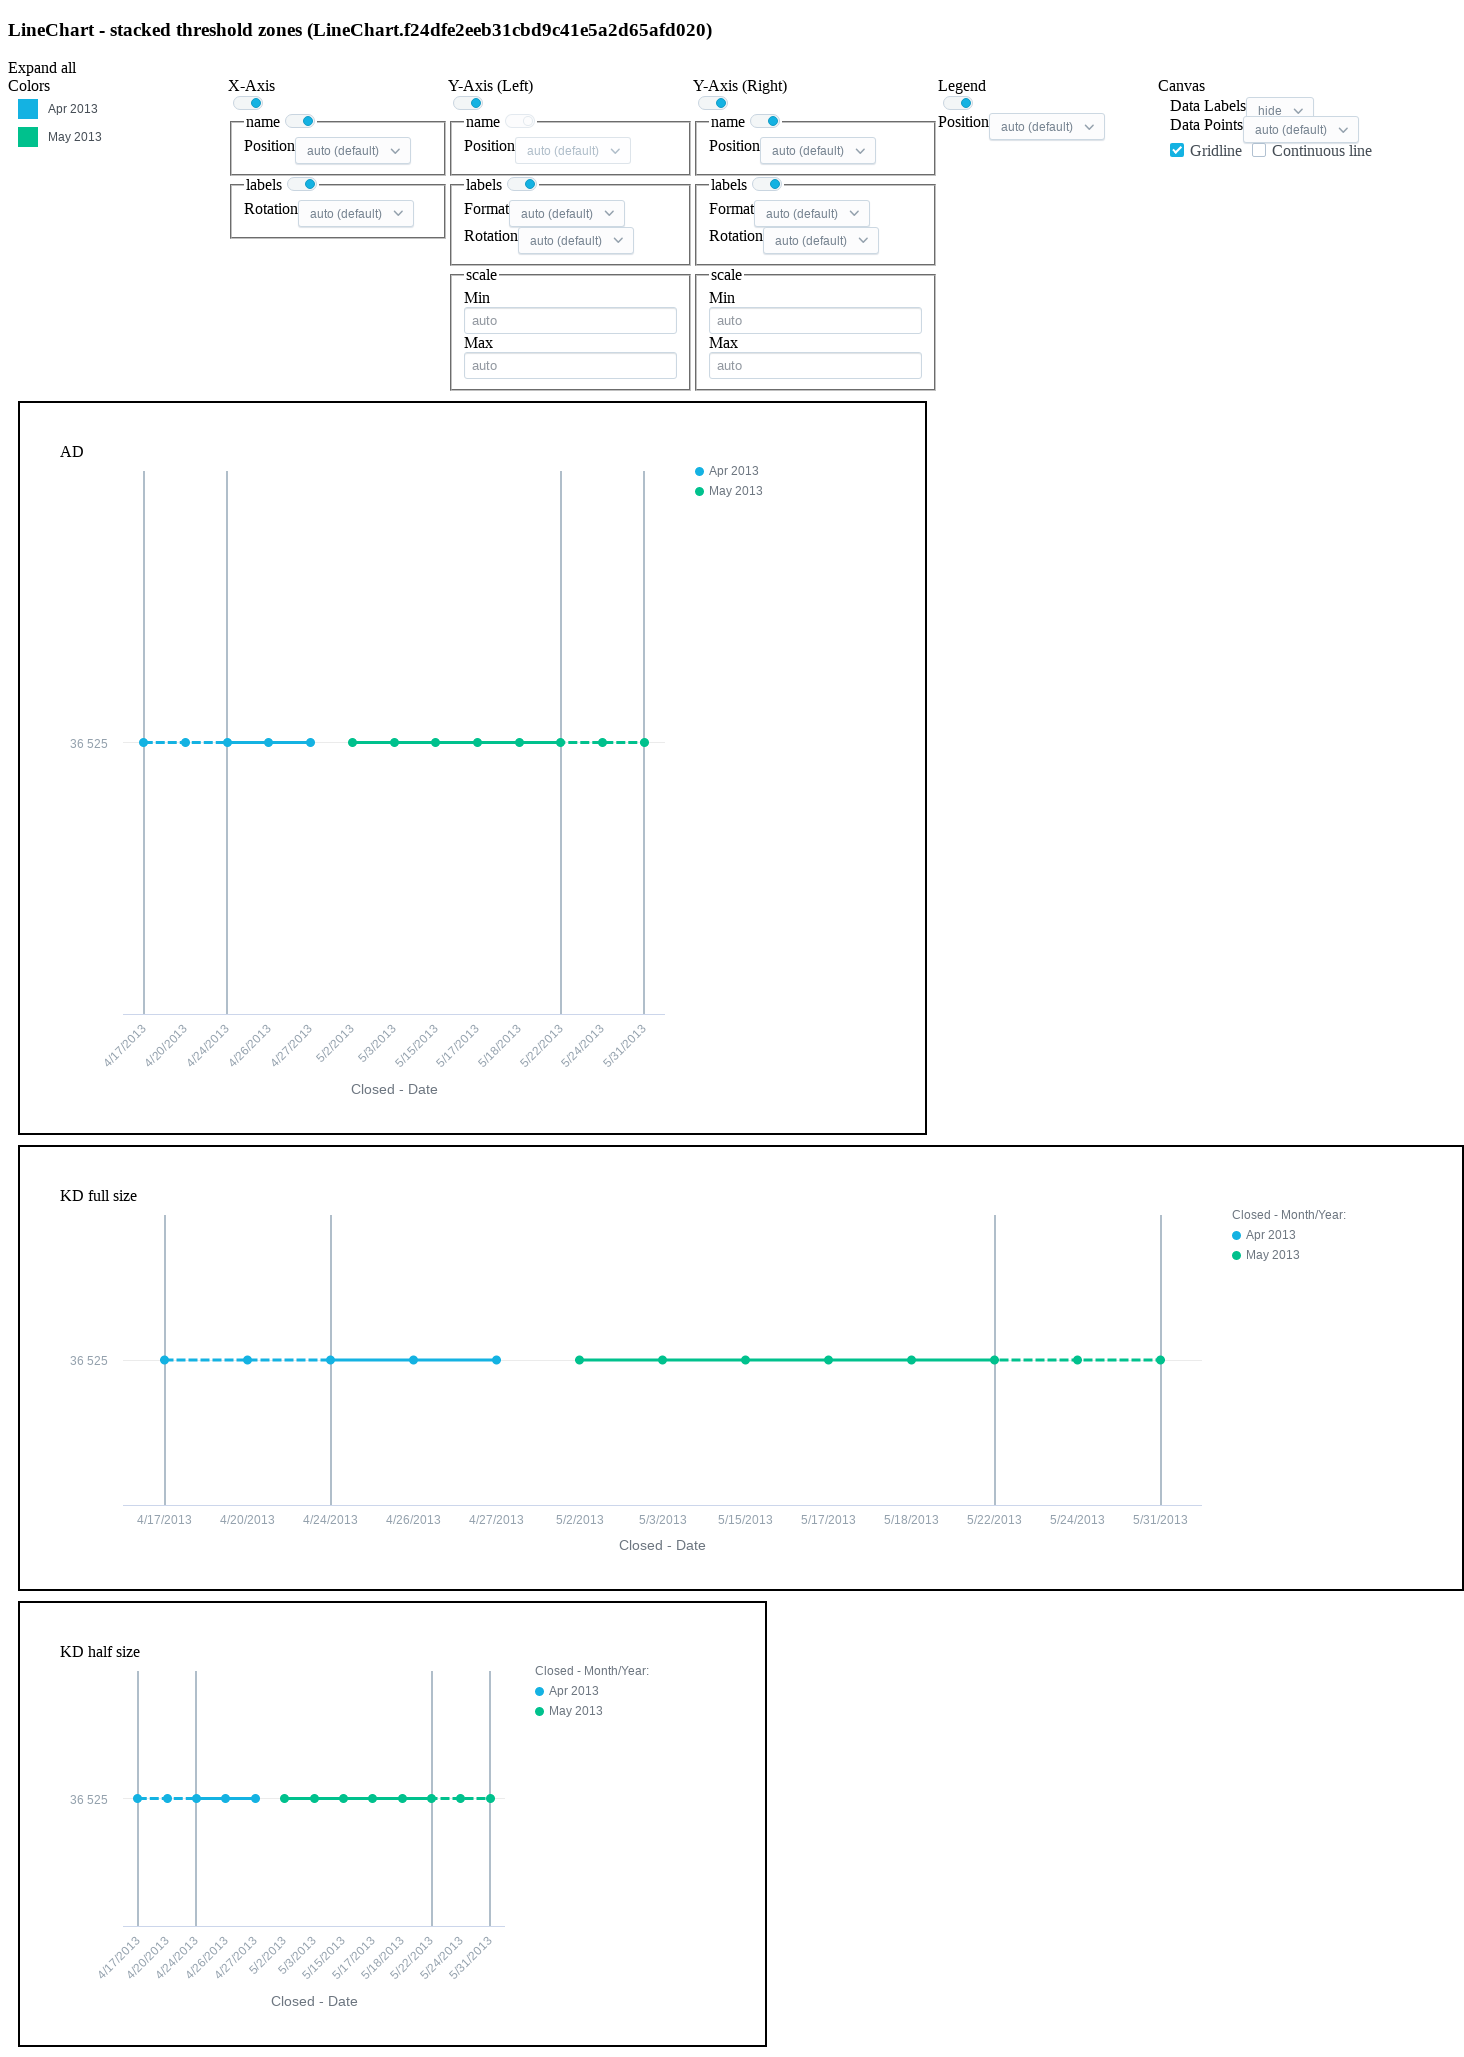 LineChart - stacked threshold zones (LineChart.f24dfe2eeb31cbd9c41e5a2d65afd020)
Expand all
Colors
Apr 2013
May 2013
X-Axis
name
Position auto (default)
labels
Rotation auto (default)
Y-Axis (Left)
name
Position auto (default)
labels
Format auto (default)
Rotation auto (default)
scale
Min
auto
Max
auto
Y-Axis (Right)
name
Position auto (default)
labels
Format auto (default)
Rotation auto (default)
scale
Min
auto
Max
auto
Legend
Position auto (default)
Canvas
Data Labels hide
Data Points auto (default)
Gridline Continuous line
AD
Apr 2013
May 2013
36 525
4/17/2013 4/20/2013 4/24/2013 4/26/2013 4/27/2013 5/2/2013 5/3/2013 5/15/2013 5/17/2013 5/18/2013 5/22/2013 5/24/2013 5/31/2013
Closed - Date
KD full size
Closed - Month/Year:
Apr 2013
May 2013
36 525
4/17/2013 4/20/2013 4/24/2013 4/26/2013 4/27/2013 5/2/2013 5/3/2013 5/15/2013 5/17/2013 5/18/2013 5/22/2013 5/24/2013 5/31/2013
Closed - Date
KD half size
Closed - Month/Year:
Apr 2013
May 2013
36 525
4/17/2013 4/20/2013 4/24/2013 4/26/2013 4/27/2013 5/2/2013 5/3/2013 5/15/2013 5/17/2013 5/18/2013 5/22/2013 5/24/2013 5/31/2013
Closed - Date